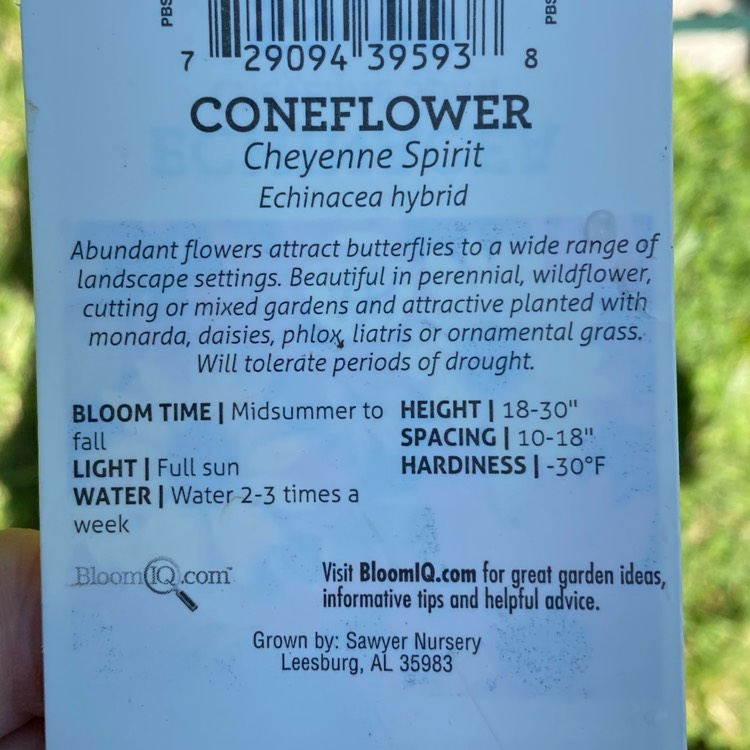 PBS
PBS
7 29094 39593 8
CONEFLOWER
Cheyenne Spirit
Echinacea hybrid
Abundant flowers attract butterflies to a wide range of
landscape settings. Beautiful in perennial, wildflower,
cutting or mixed gardens and attractive planted with
monarda, daisies, phlox, liatris or ornamental grass.
Will tolerate periods of drought.
BLOOM TIME | Midsummer to
fall
LIGHT | Full sun
WATER | Water 2-3 times a
week
HEIGHT | 18-30"
SPACING | 10-18"
HARDINESS | -30°F
BloomIQ.com™
Visit BloomIQ.com for great garden ideas,
informative tips and helpful advice.
Grown by: Sawyer Nursery
Leesburg, AL 35983